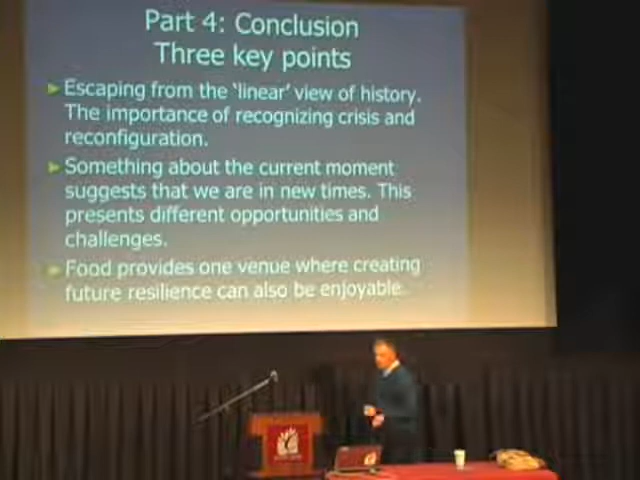 Part 4: Conclusion
Three key points
Escaping from the ‘linear’ view of history.
The importance of recognizing crisis and
reconfiguration.
Something about the current moment
suggests that we are in new times. This
presents different opportunities and
challenges.
Food provides one venue where creating
future resilience can also be enjoyable.